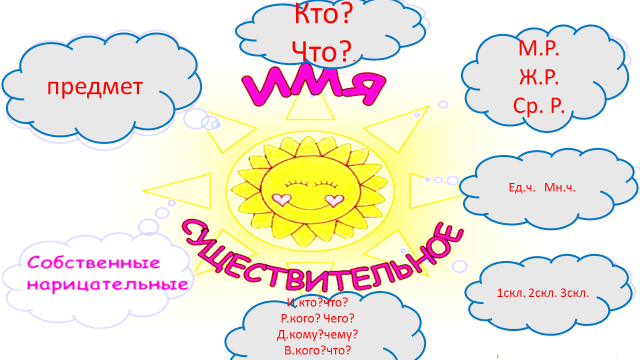 Кто?
Что?.
предмет
М.Р.
Ж.Р.
Ср. Р.
ИМЯ
Ед.ч. Мн.ч.
СУЩЕСТВИТЕЛЬНОЕ
Собственные
нарицательные
1скл. 2скл. 3скл.
И.кто?что?
Р.кого? Чего?
Д.кому?чему?
В.кого?что?